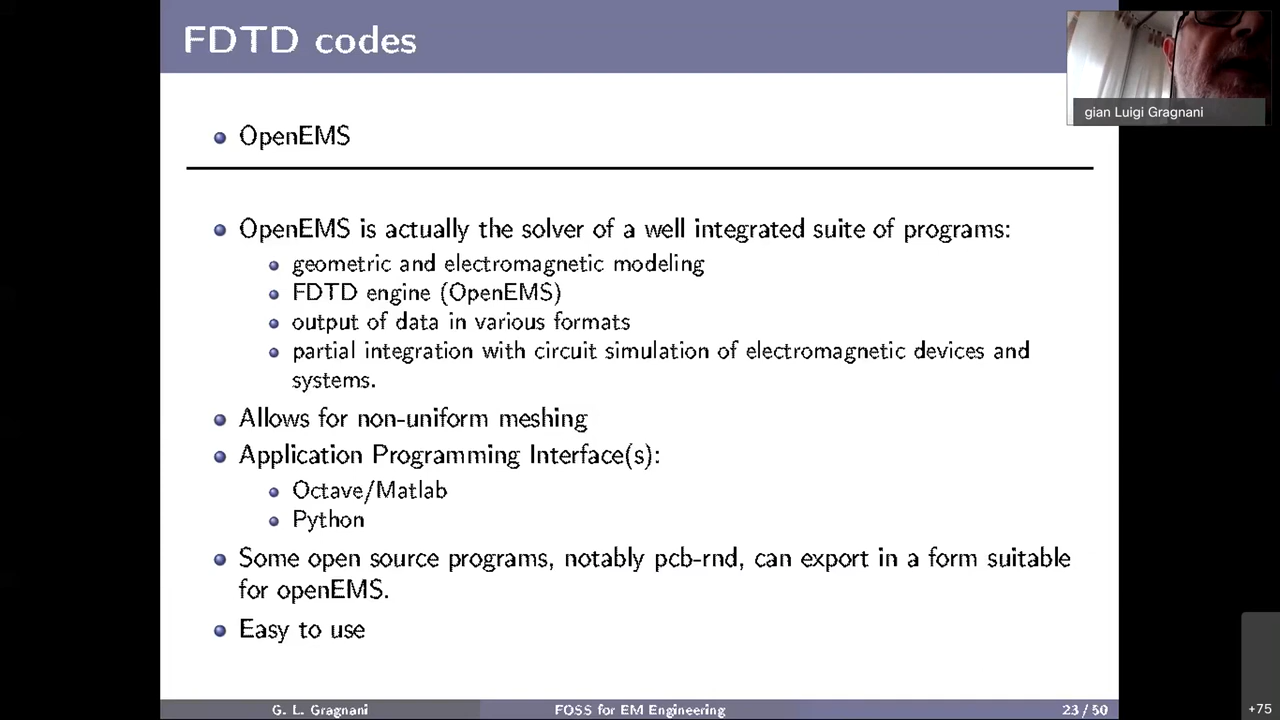 FDTD codes
gian Luigi Gragnani
OpenEMS
OpenEMS is actually the solver of a well integrated suite of programs:
geometric and electromagnetic modeling
FDTD engine (OpenEMS)
output of data in various formats
partial integration with circuit simulation of electromagnetic devices and
systems.
Allows for non-uniform meshing
Application Programming Interface(s):
Octave/Matlab
Python
Some open source programs, notably pcb-rnd, can export in a form suitable
for openEMS.
Easy to use
G. L. Gragnani
FOSS for EM Engineering
23 / 50
+75